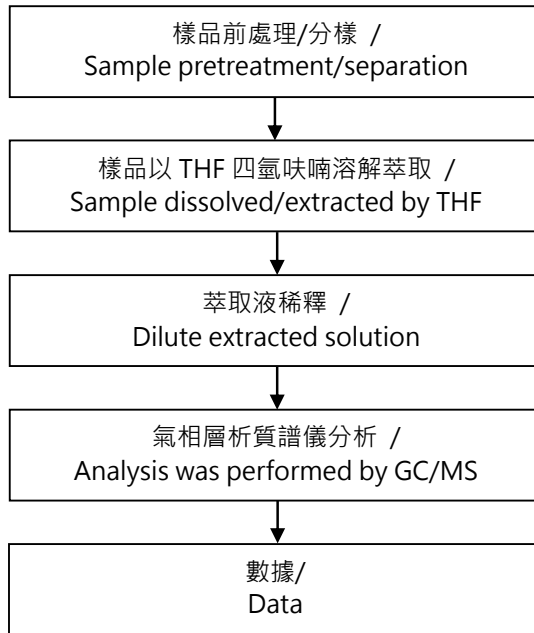 樣品前處理/分樣 /
Sample pretreatment/separation
樣品以 THF 四氫呋喃溶解萃取 /
Sample dissolved/extracted by THF
萃取液稀釋 /
Dilute extracted solution
氣相層析質譜儀分析 /
Analysis was performed by GC/MS
數據/
Data